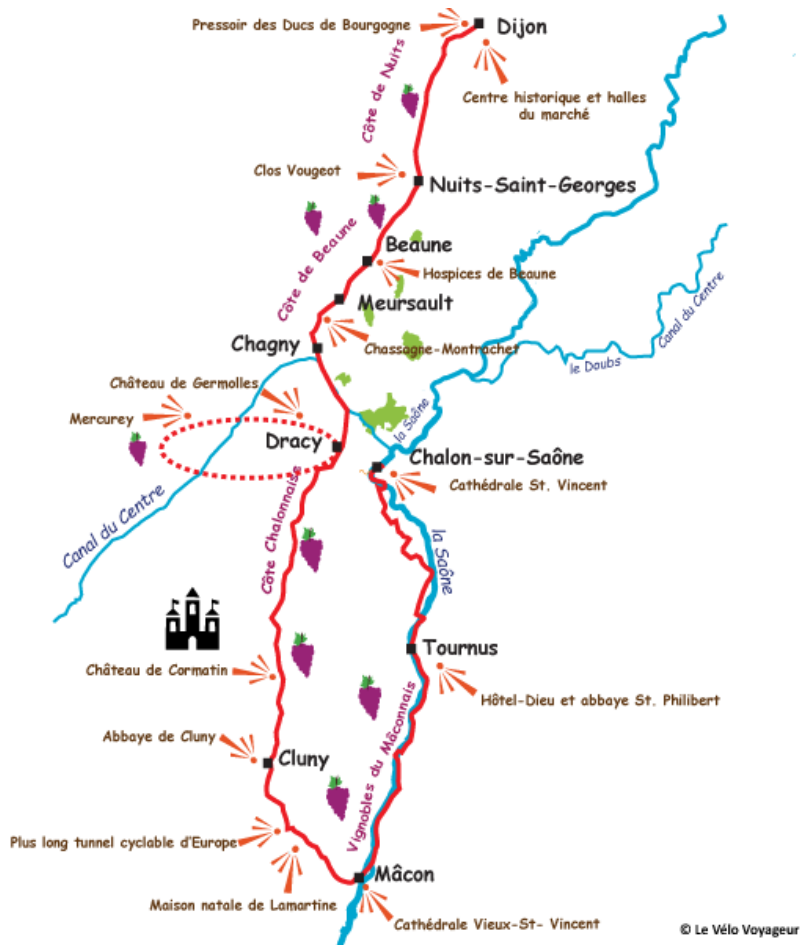 Pressoir des Ducs de Bourgogne
Dijon
Côte de Nuits
Centre historique et halles
du marché
Clos Vougeot
Nuits-Saint-Georges
Côte de Beaune
Beaune
Hospices de Beaune
Meursault
Chagny
Chassagne-Montrachet
Canal du Centre
le Doubs
Château de Germolles
Mercurey
la Saône
Dracy
Chalon-sur-Saône
Cathédrale St. Vincent
Canal du Centre
Côte Chalonnaise
la Saône
Tournus
Château de Cormatin
Hôtel-Dieu et abbaye St. Philibert
Abbaye de Cluny
Cluny
Vignobles du Mâconnais
Plus long tunnel cyclable d'Europe
Mâcon
Maison natale de Lamartine
Cathédrale Vieux-St- Vincent
© Le Vélo Voyageur